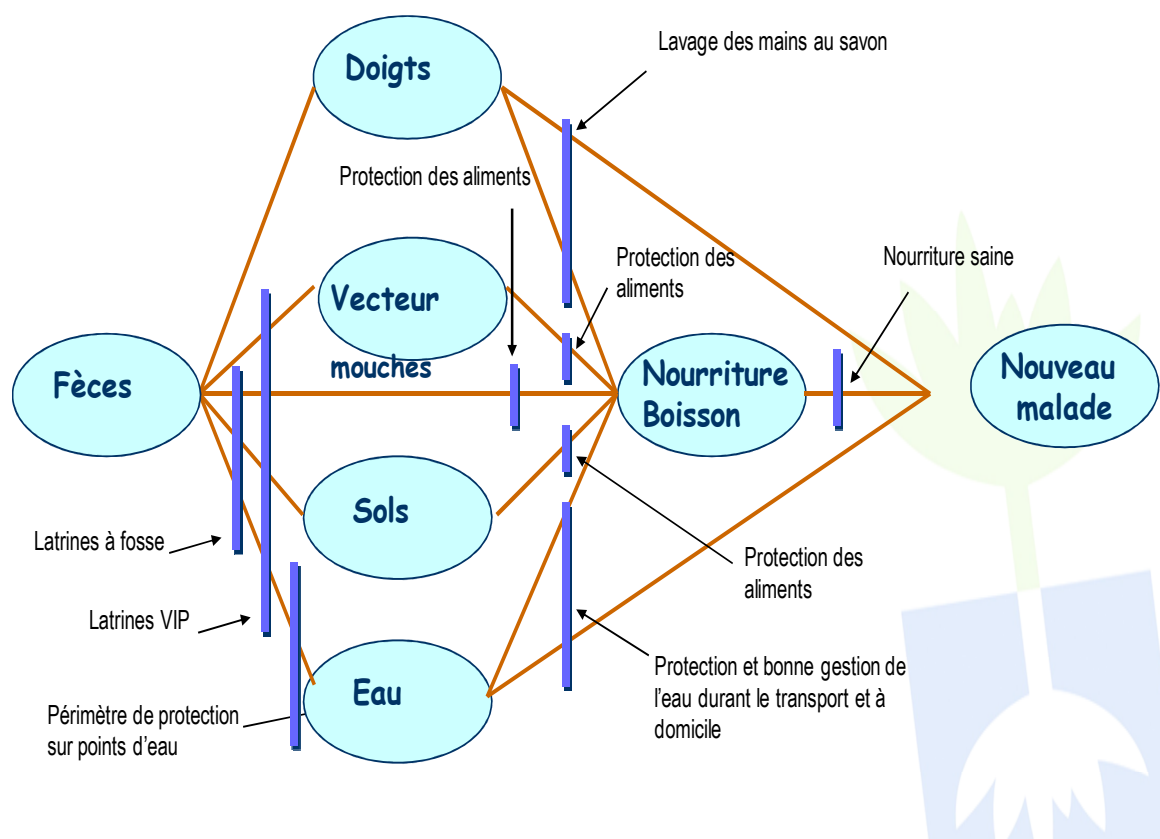 Lavage des mains au savon
Doigts
Protection des aliments
Protection des
aliments
Nourriture saine
Vecteur
mouches
Fèces
Nourriture
Boisson
Nouveau
malade
Sols
Latrines à fosse
Protection des
aliments
Latrines VIP
Eau
Protection et bonne gestion de
l'eau durant le transport et à
domicile
Périmètre de protection
sur points d'eau